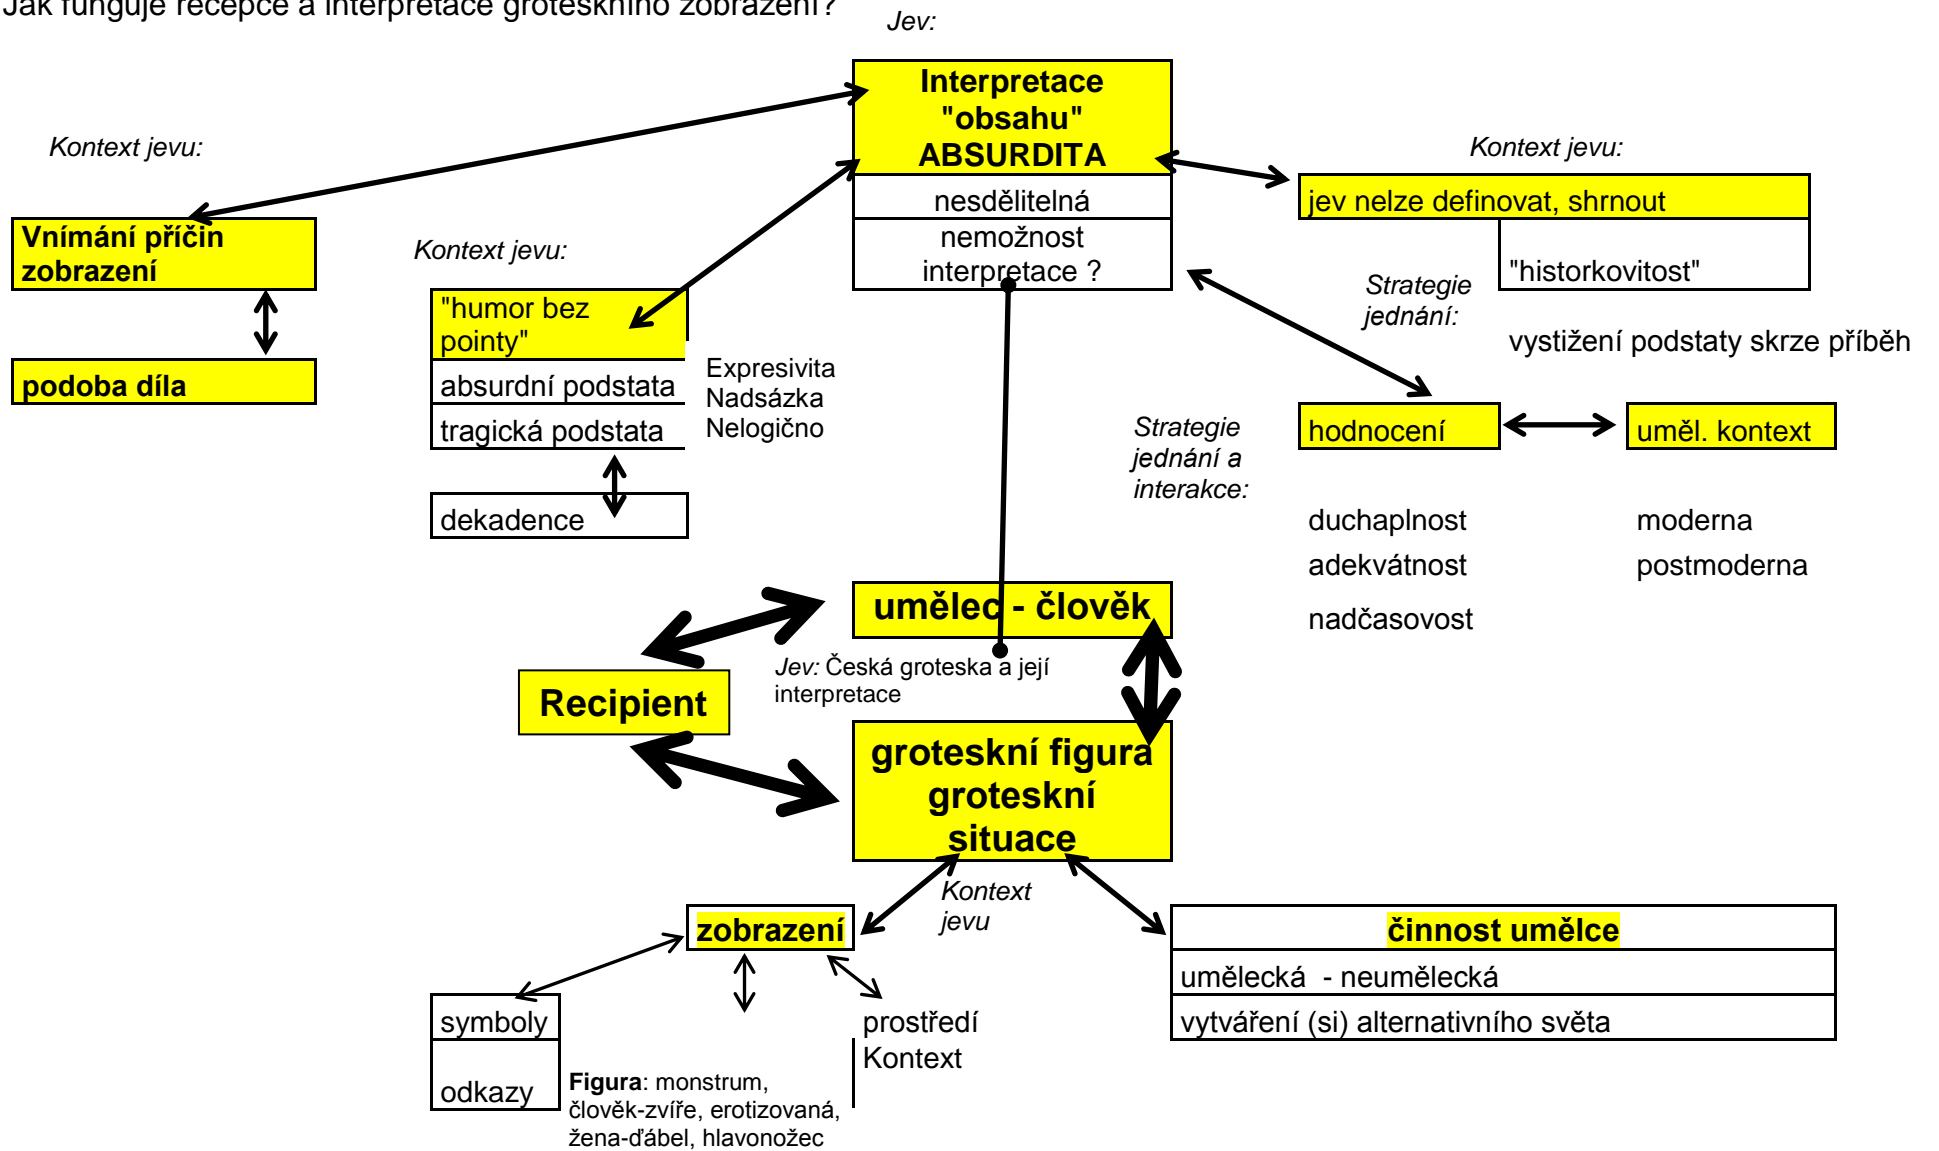 Jak funguje recepce a interpretace groteskního zobrazení?
Jev:
Interpretace
"obsahu"
ABSURDITA
nesdělitelná
nemožnost
interpretace ?
Kontext jevu:
Vnímání příčin
zobrazení
podoba díla
Kontext jevu:
"humor bez
pointy"
absurdní podstata
tragická podstata
dekadence
Expresivita
Nadsázka
Nelogično
Kontext jevu:
jev nelze definovat, shrnout
"historkovitost"
Strategie
jednání:
vystižení podstaty skrze příběh
Strategie
jednání a
interakce:
hodnocení
uměl. kontext
duchaplnost
moderna
adekvátnost
postmoderna
nadčasovost
umělec - člověk
Jev: Česká groteska a její
interpretace
Recipient
groteskní figura
groteskní
situace
Kontext
jevu
zobrazení
činnost umělce
umělecká - neumělecká
vytváření (si) alternativního světa
symboly
odkazy
Figura: monstrum,
člověk-zvíře, erotizovaná,
žena-ďábel, hlavonožec
prostředí
Kontext